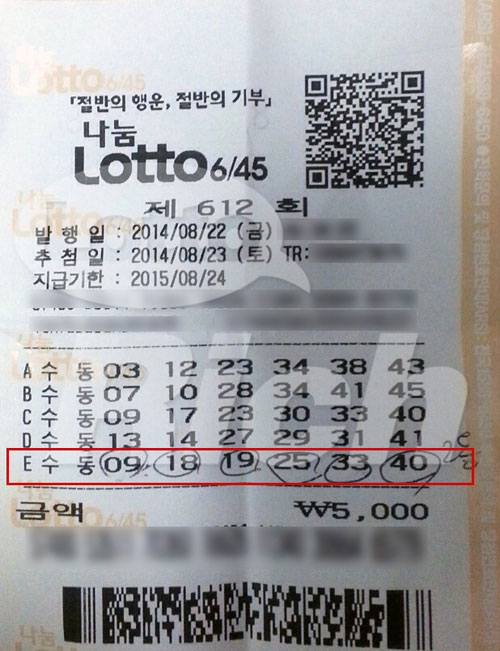 「절반의 행운, 절반의 기부」
나눔
Lotto 6/45
제 612 회
발 행 일 : 2014/08/22 (금)
추 첨 일 : 2014/08/23 (토) TR:
지급기한 : 2015/08/24
A 수 동 03 12 23 34 38 43
B 수 동 07 10 28 34 41 45
C 수 동 09 17 23 30 33 40
D 수 동 13 14 27 29 31 41
E 수 동 09 18 19 25 33 40
금액 ₩5,000